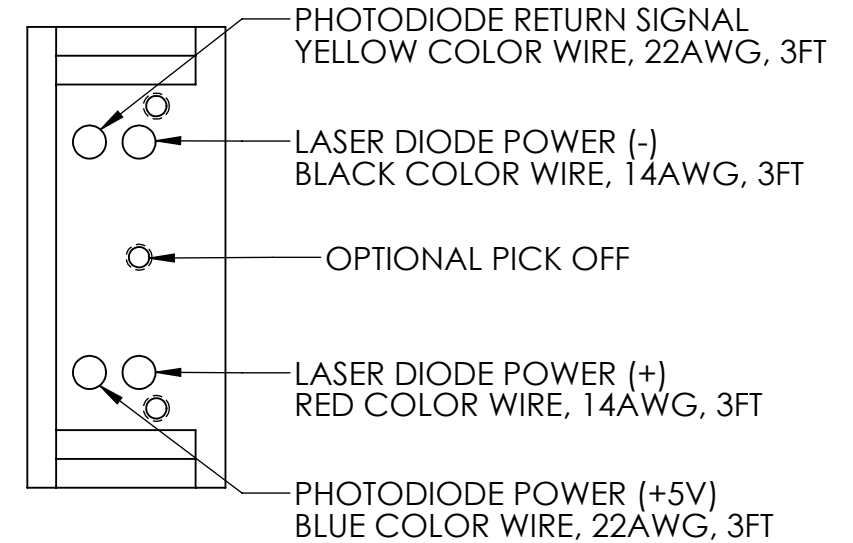 PHOTODIODE RETURN SIGNAL
YELLOW COLOR WIRE, 22AWG, 3FT
LASER DIODE POWER (-)
BLACK COLOR WIRE, 14AWG, 3FT
OPTIONAL PICK OFF
LASER DIODE POWER (+)
RED COLOR WIRE, 14AWG, 3FT
PHOTODIODE POWER (+5V)
BLUE COLOR WIRE, 22AWG, 3FT